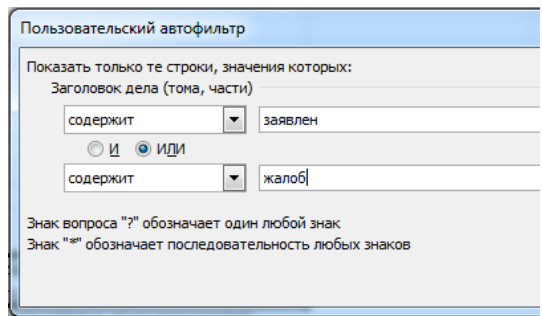 Пользовательский автофильтр
Показать только те строки, значения которых:
Заголовок дела (тома, части)
содержит заявлен
И ИЛИ
содержит жалоб
Знак вопроса "?" обозначает один любой знак
Знак "*" обозначает последовательность любых знаков